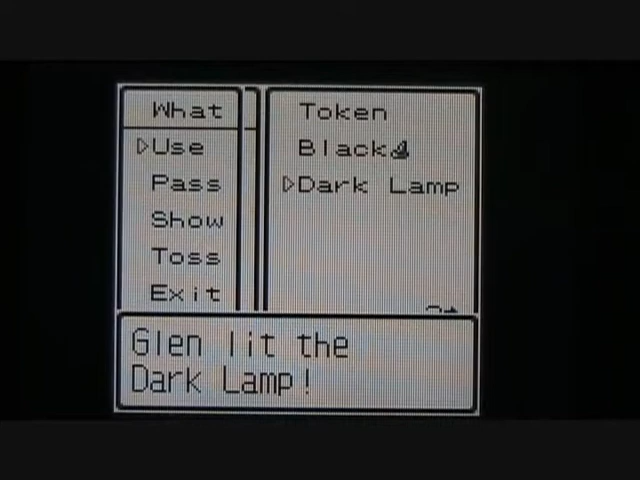 What
Use
Pass
Show
Toss
Exit
Token
Black
Dark Lamp
Glen lit the
Dark Lamp!